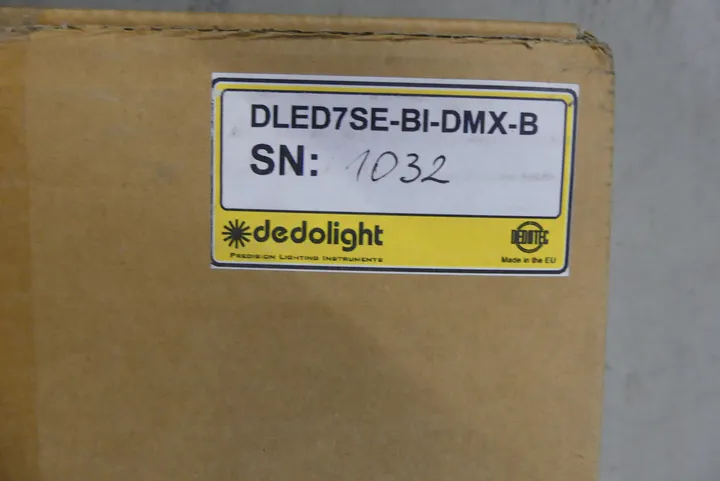 DLED7SE-BI-DMX-B
SN: 1032
dedolight
PRECISION LIGHTING INSTRUMENTS
DEDOTEC
Made in the EU